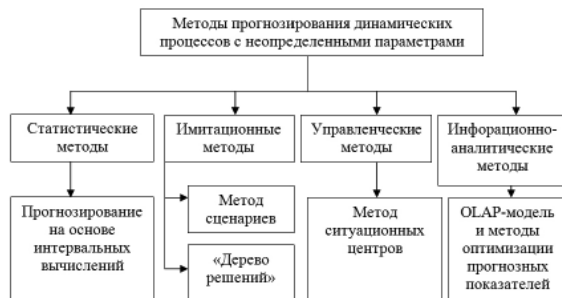 Методы прогнозирования динамических
процессов с неопределенными параметрами
Статистические
методы
Имитационные
методы
Управленческие
методы
Инфорационно-
аналитические
методы
Прогнозирование
на основе
интервальных
вычислений
Метод
сценариев
«Дерево
решений»
Метод
ситуационных
центров
OLAP-модель
и методы
оптимизации
прогнозных
показателей